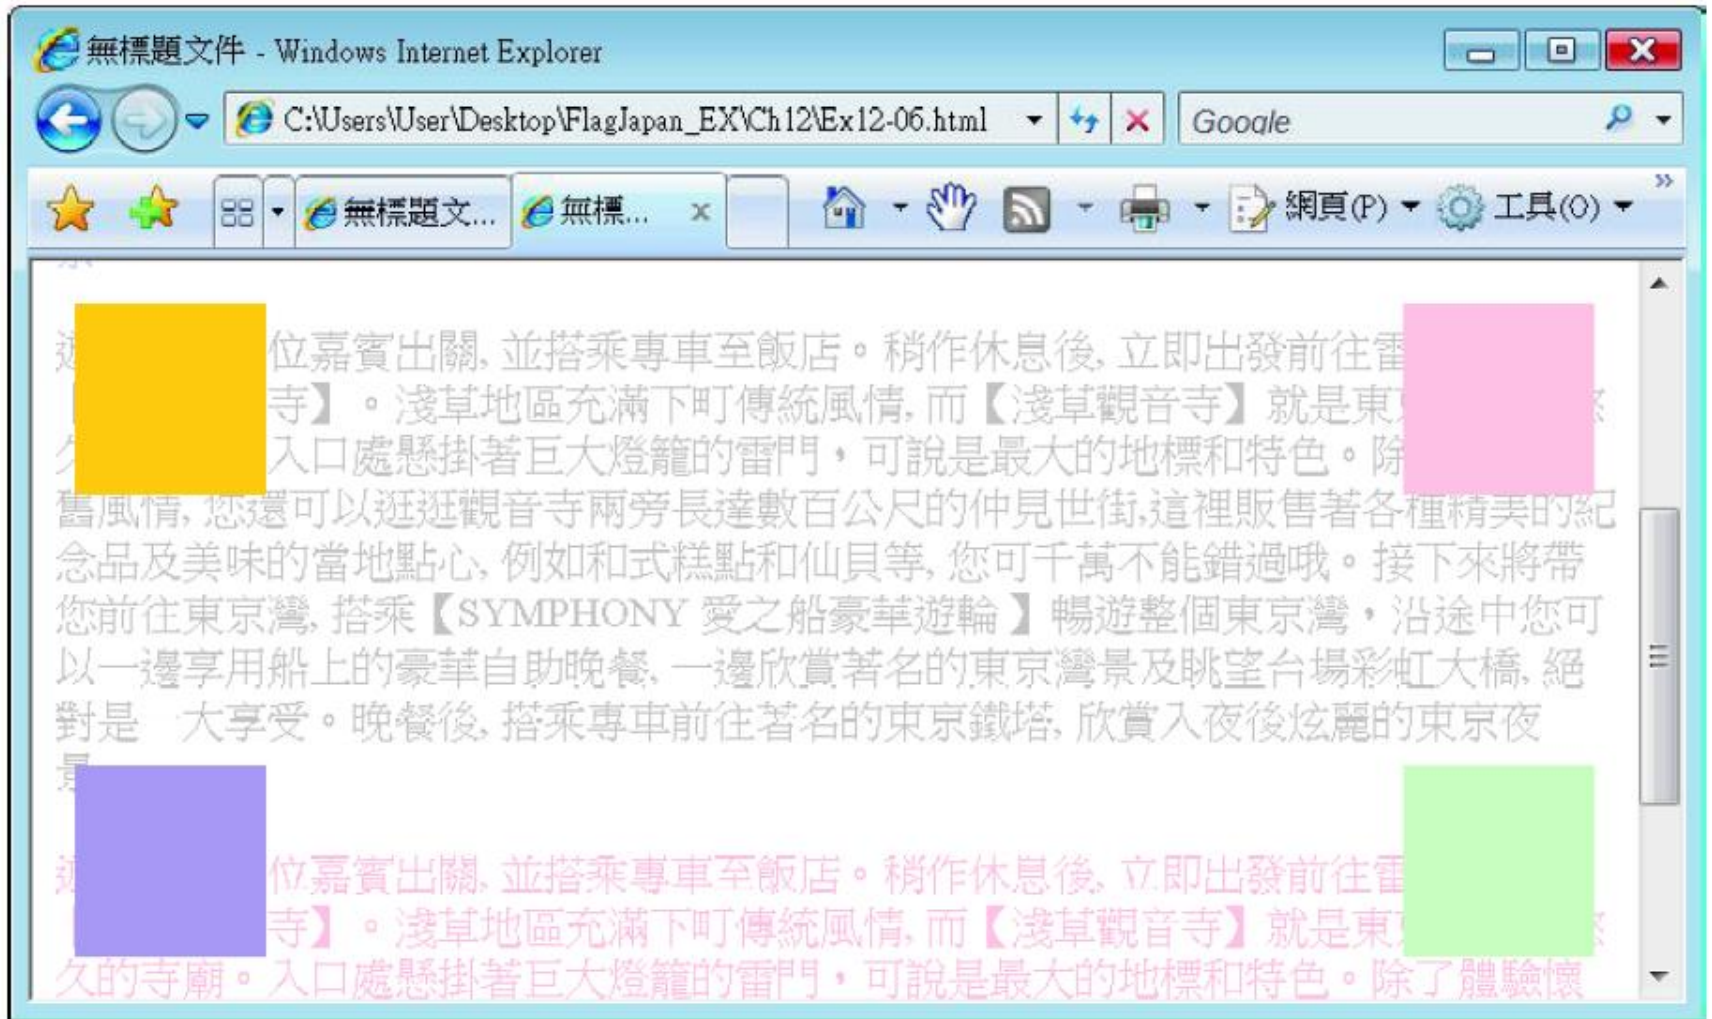 無標題文件 - Windows Internet Explorer
C:\Users\User\Desktop\FlagJapan_EX\Ch12\Ex12-06.html
Google
無標題文...
無標...
網頁(P)
工具(O)
位嘉賓出關, 並搭乘專車至飯店。稍作休息後, 立即出發前往雷
寺】。淺草地區充滿下町傳統風情, 而【淺草觀音寺】就是東
入口處懸掛著巨大燈籠的雷門，可說是最大的地標和特色。除
舊風情, 您還可以逛逛觀音寺兩旁長達數百公尺的仲見世街,這裡販售著各種精美的紀
念品及美味的當地點心, 例如和式糕點和仙貝等, 您可千萬不能錯過哦。接下來將帶
您前往東京灣, 搭乘【SYMPHONY 愛之船豪華遊輪】暢遊整個東京灣，沿途中您可
以一邊享用船上的豪華自助晚餐, 一邊欣賞著名的東京灣景及眺望台場彩虹大橋, 絕
對是 大享受。晚餐後, 搭乘專車前往著名的東京鐵塔, 欣賞入夜後炫麗的東京夜
位嘉賓出關, 並搭乘專車至飯店。稍作休息後, 立即出發前往雷
寺】。淺草地區充滿下町傳統風情, 而【淺草觀音寺】就是東
久的寺廟。入口處懸掛著巨大燈籠的雷門，可說是最大的地標和特色。除了體驗懷